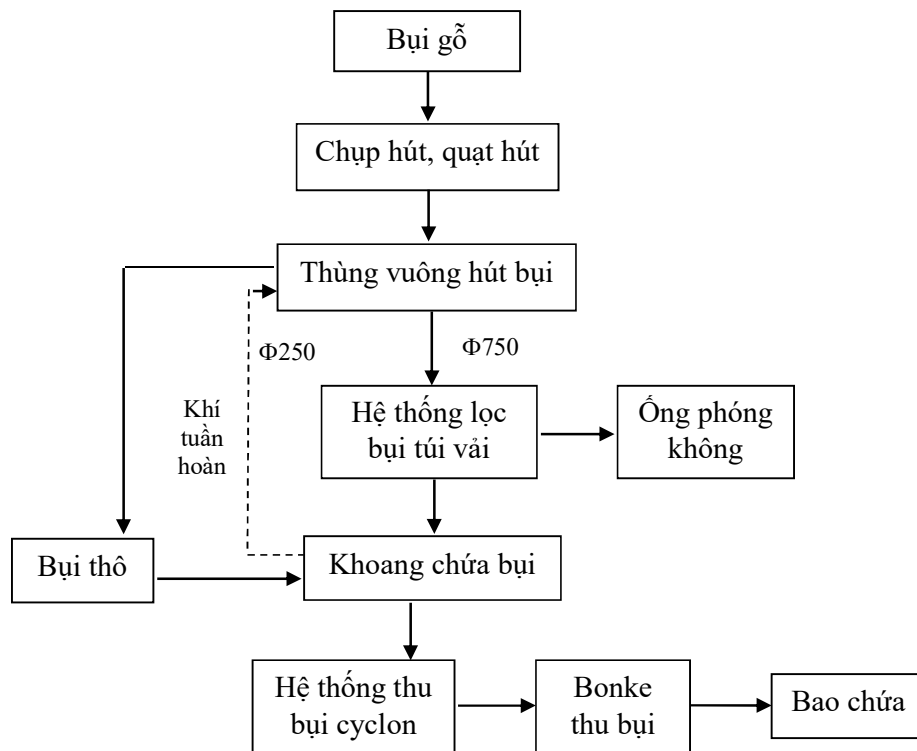 Bụi gỗ
Chụp hút, quạt hút
Thùng vuông hút bụi
Φ250
Φ750
Khí
tuần
hoàn
Hệ thống lọc
bụi túi vải
Ống phóng
không
Bụi thô
Khoang chứa bụi
Hệ thống thu
bụi cyclon
Bonke
thu bụi
Bao chứa